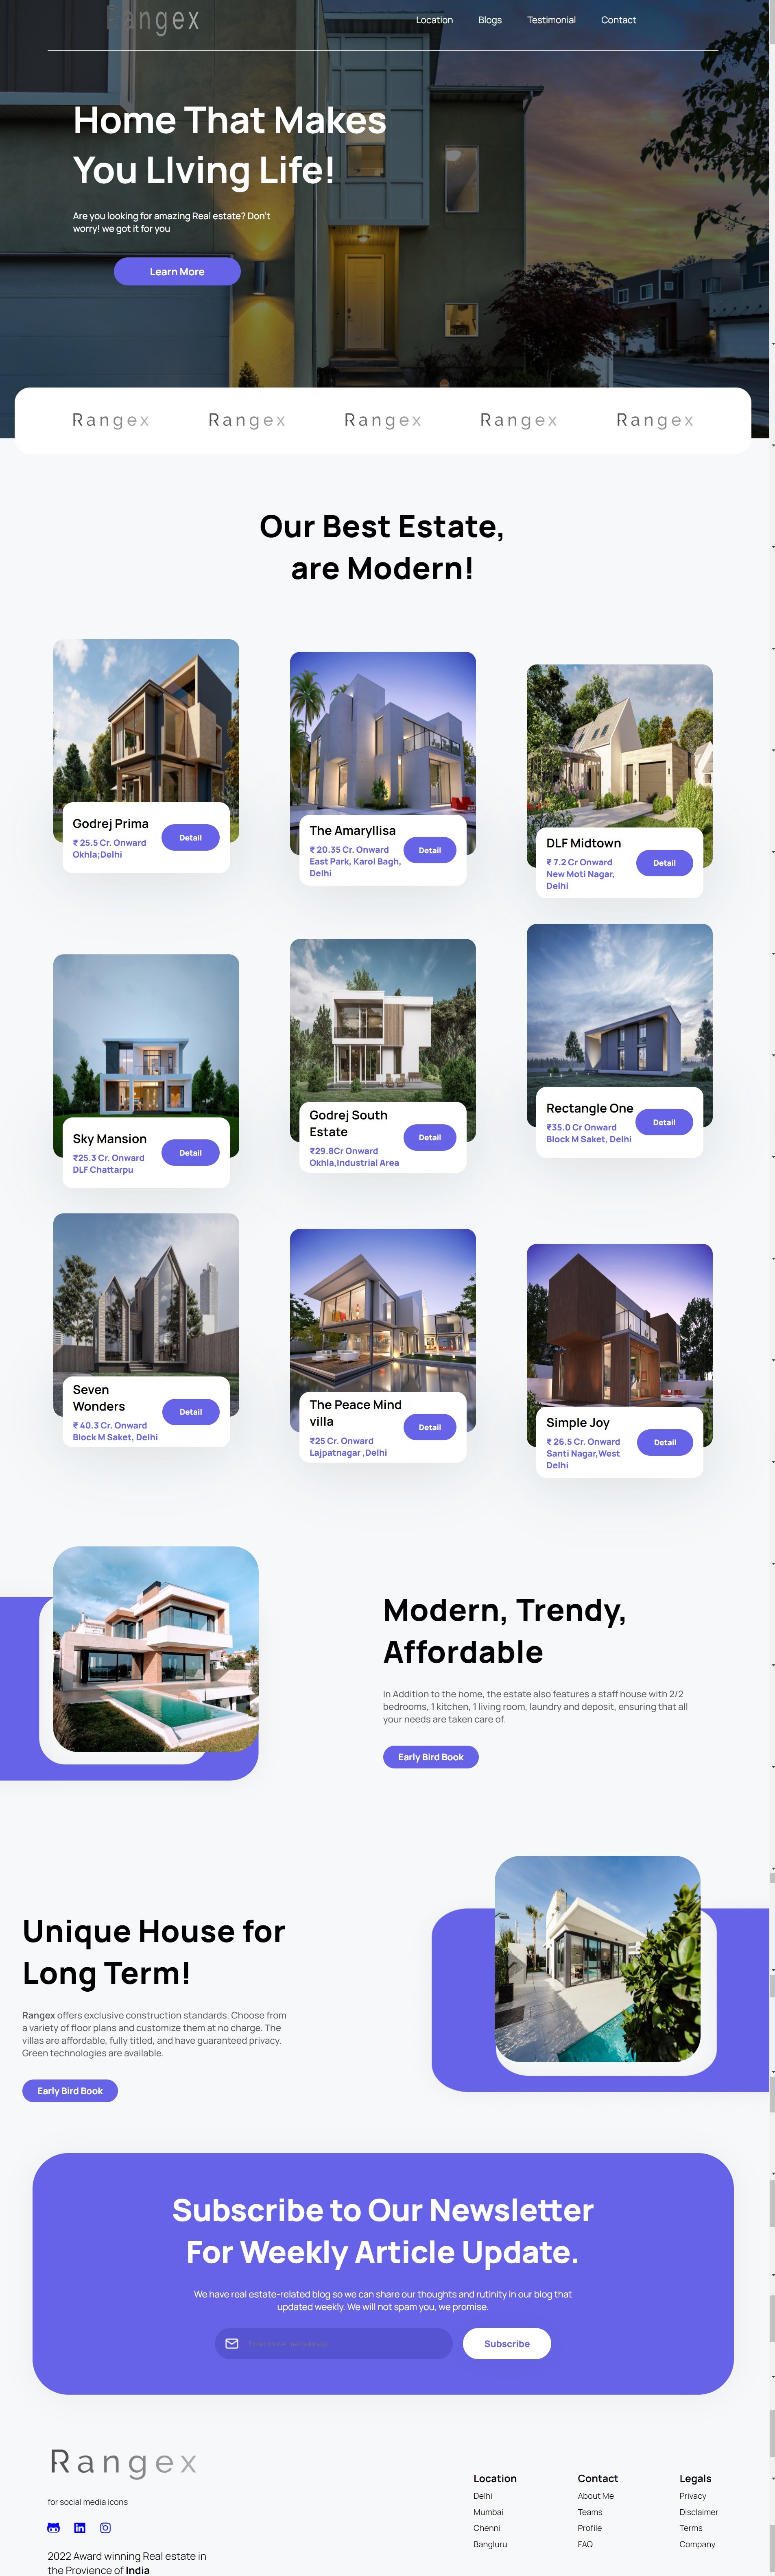 Rangex
Location Blogs Testimonial Contact
Home That Makes
You LIving Life!
Are you looking for amazing Real estate? Don't
worry! we got it for you
Learn More
Rangex Rangex Rangex Rangex Rangex
Our Best Estate,
are Modern!
Godrej Prima
₹ 25.5 Cr. Onward
Okhla;Delhi
Detail
The Amaryllisa
₹ 20.35 Cr. Onward
East Park, Karol Bagh,
Delhi
Detail
DLF Midtown
₹ 7.2 Cr Onward
New Moti Nagar,
Delhi
Detail
Sky Mansion
₹25.3 Cr. Onward
DLF Chattarpu
Detail
Godrej South
Estate
₹29.8Cr Onward
Okhla,Industrial Area
Detail
Rectangle One
₹35.0 Cr Onward
Block M Saket, Delhi
Detail
Seven
Wonders
₹ 40.3 Cr. Onward
Block M Saket, Delhi
Detail
The Peace Mind
villa
₹25 Cr. Onward
Lajpatnagar ,Delhi
Detail
Simple Joy
₹ 26.5 Cr. Onward
Santi Nagar,West
Delhi
Detail
Modern, Trendy,
Affordable
In Addition to the home, the estate also features a staff house with 2/2
bedrooms, 1 kitchen, 1 living room, laundry and deposit, ensuring that all
your needs are taken care of.
Early Bird Book
Unique House for
Long Term!
Rangex offers exclusive construction standards. Choose from
a variety of floor plans and customize them at no charge. The
villas are affordable, fully titled, and have guaranteed privacy.
Green technologies are available.
Early Bird Book
Subscribe to Our Newsletter
For Weekly Article Update.
We have real estate-related blog so we can share our thoughts and rutinity in our blog that
updated weekly. We will not spam you, we promise.
Subscribe
Rangex
for social media icons
2022 Award winning Real estate in
the Provience of India
Location
Delhi
Mumbai
Chenni
Bangluru
Contact
About Me
Teams
Profile
FAQ
Legals
Privacy
Disclaimer
Terms
Company